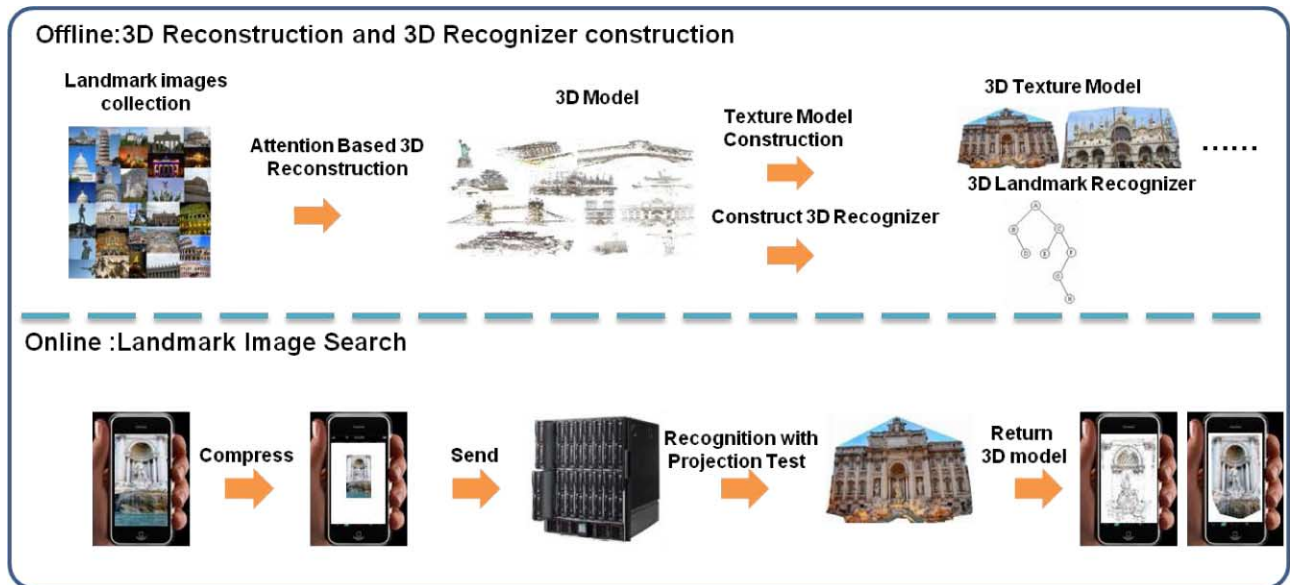 Offline:3D Reconstruction and 3D Recognizer construction
Landmark images
collection
Attention Based 3D
Reconstruction
3D Model
Texture Model
Construction
Construct 3D Recognizer
3D Texture Model
......
3D Landmark Recognizer
A
B
C
D
E
F
G
H
Online :Landmark Image Search
Compress
Send
Recognition with
Projection Test
Return
3D model